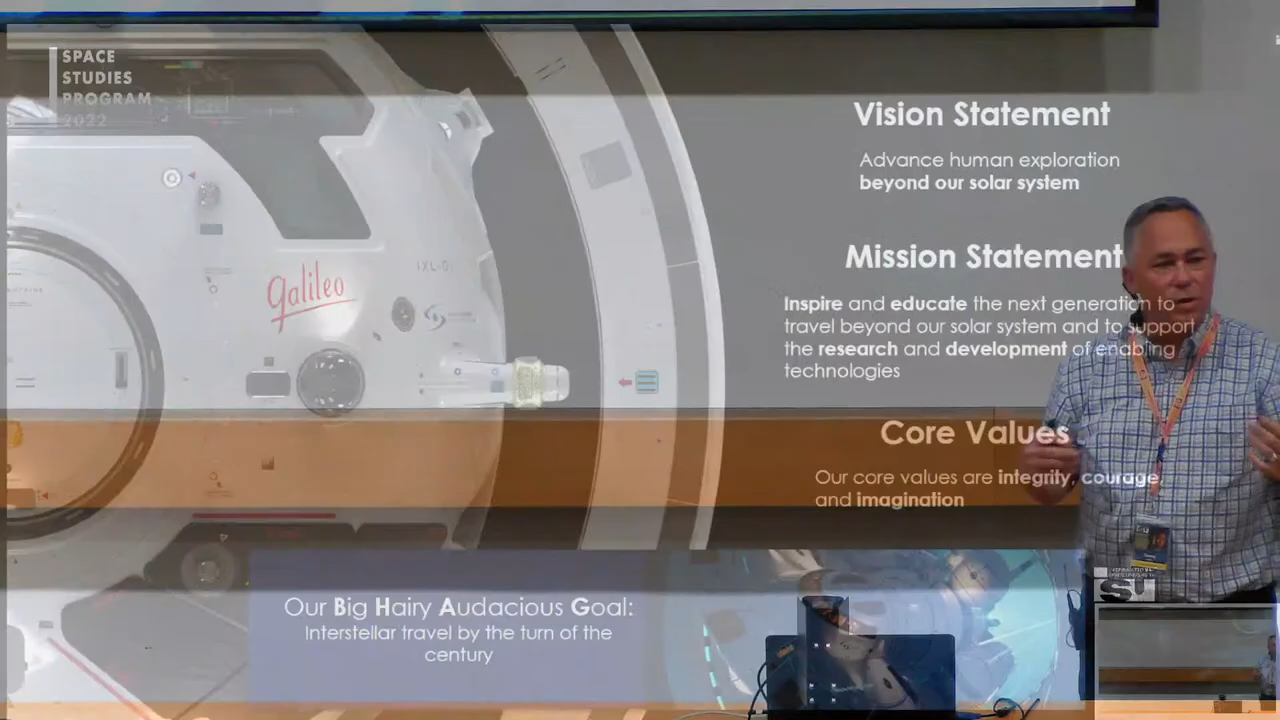 SPACE
STUDIES
PROGRAM
2022
Vision Statement
Advance human exploration
beyond our solar system
Mission Statement
Inspire and educate the next generation to
travel beyond our solar system and to support
the research and development of enabling
technologies
Core Values
Our core values are integrity, courage,
and imagination
galileo
IXL-01
Our Big Hairy Audacious Goal:
Interstellar travel by the turn of the
century
isu